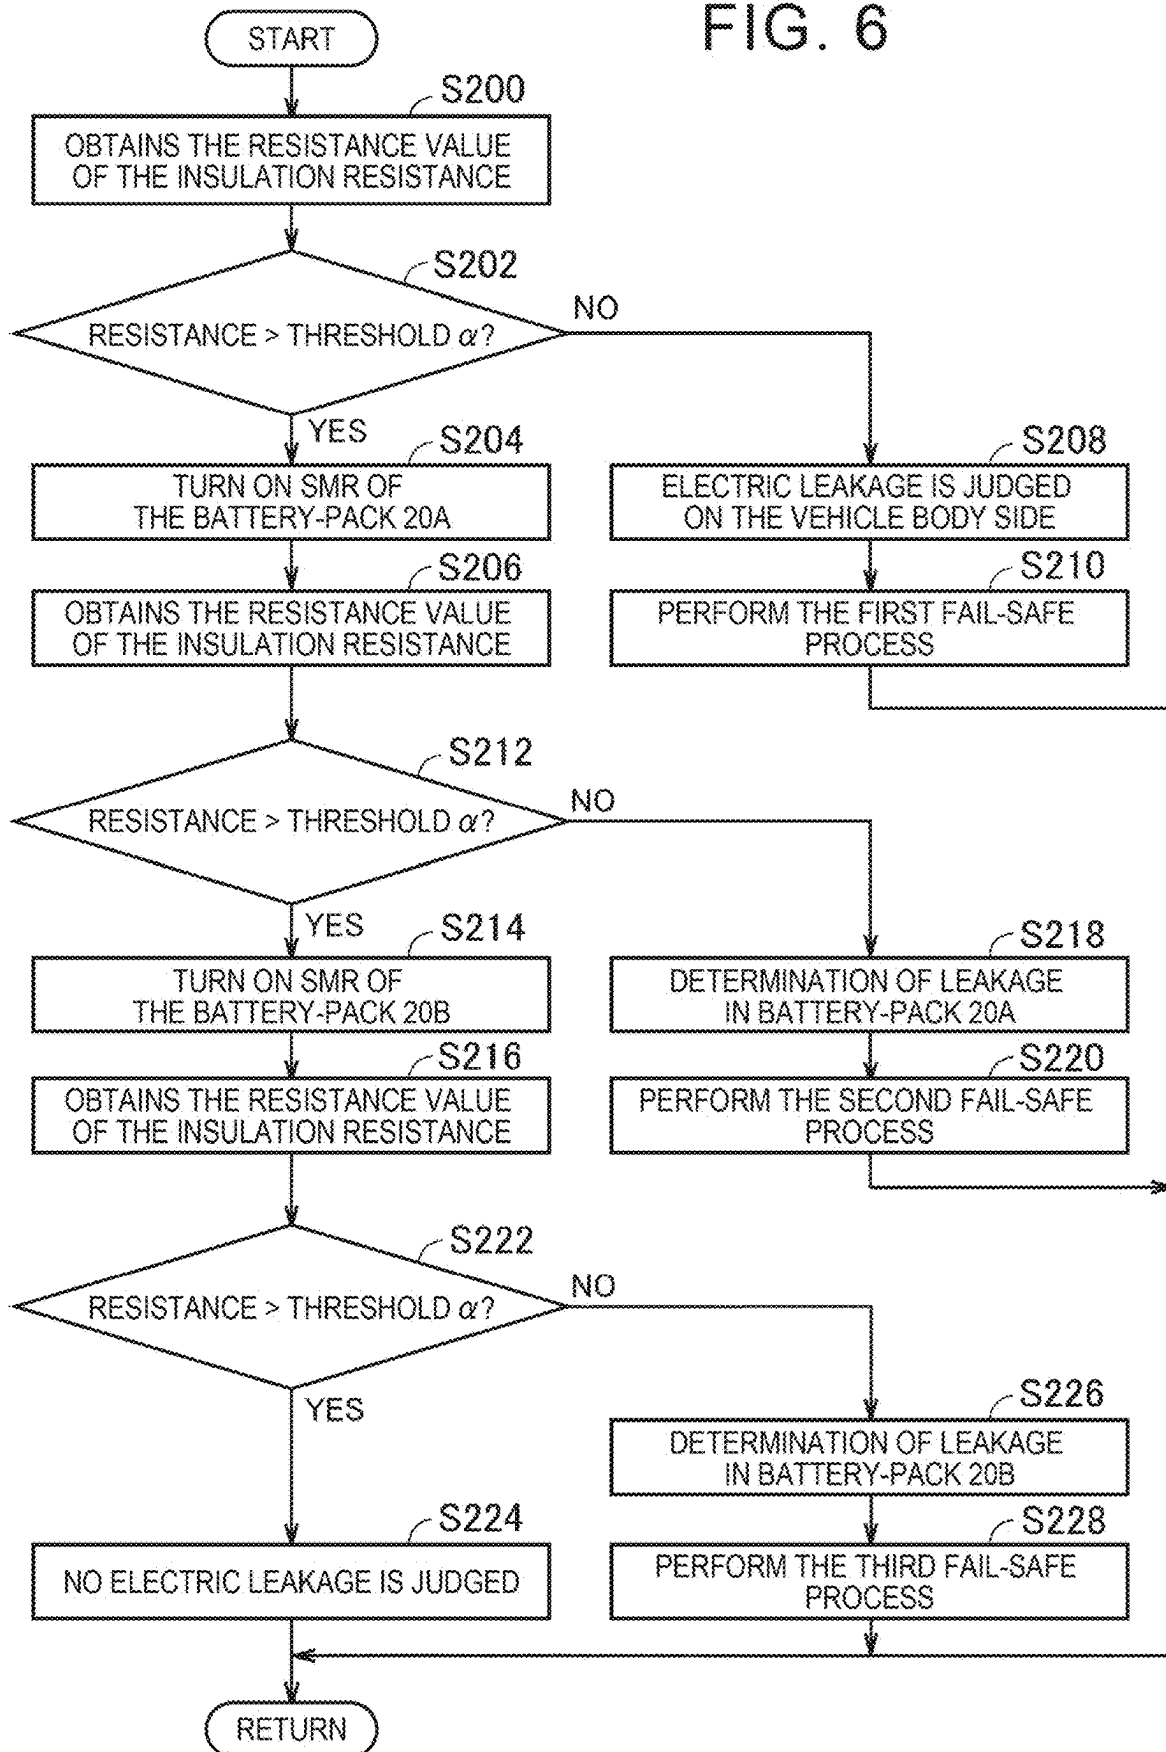 FIG. 6
START
S200
OBTAINS THE RESISTANCE VALUE
OF THE INSULATION RESISTANCE
S202
RESISTANCE > THRESHOLD α?
NO
YES
S204
TURN ON SMR OF
THE BATTERY-PACK 20A
S208
ELECTRIC LEAKAGE IS JUDGED
ON THE VEHICLE BODY SIDE
S206
OBTAINS THE RESISTANCE VALUE
OF THE INSULATION RESISTANCE
S210
PERFORM THE FIRST FAIL-SAFE
PROCESS
S212
RESISTANCE > THRESHOLD α?
NO
YES
S214
TURN ON SMR OF
THE BATTERY-PACK 20B
S218
DETERMINATION OF LEAKAGE
IN BATTERY-PACK 20A
S216
OBTAINS THE RESISTANCE VALUE
OF THE INSULATION RESISTANCE
S220
PERFORM THE SECOND FAIL-SAFE
PROCESS
S222
RESISTANCE > THRESHOLD α?
NO
YES
S226
DETERMINATION OF LEAKAGE
IN BATTERY-PACK 20B
S224
NO ELECTRIC LEAKAGE IS JUDGED
S228
PERFORM THE THIRD FAIL-SAFE
PROCESS
RETURN